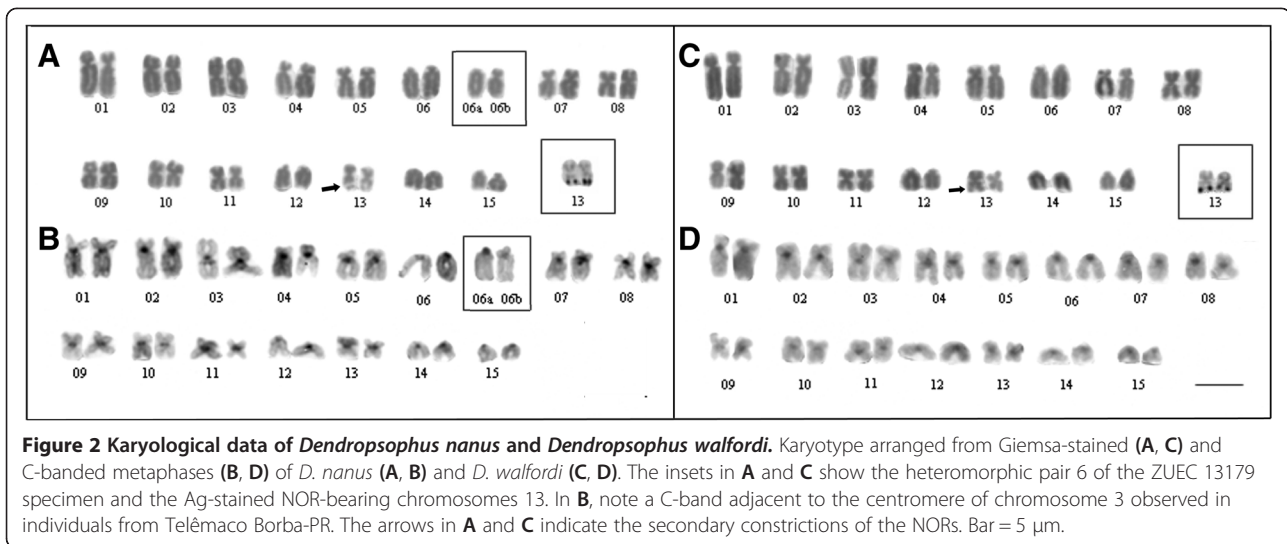 A
01 02 03 04 05 06 06a 06b 07 08
09 10 11 12 13 14 15 13
B
01 02 03 04 05 06 06a 06b 07 08
09 10 11 12 13 14 15
C
01 02 03 04 05 06 07 08
09 10 11 12 13 14 15 13
D
01 02 03 04 05 06 07 08
09 10 11 12 13 14 15
Figure 2 Karyological data of Dendropsophus nanus and Dendropsophus walfordi. Karyotype arranged from Giemsa-stained (A, C) and
C-banded metaphases (B, D) of D. nanus (A, B) and D. walfordi (C, D). The insets in A and C show the heteromorphic pair 6 of the ZUEC 13179
specimen and the Ag-stained NOR-bearing chromosomes 13. In B, note a C-band adjacent to the centromere of chromosome 3 observed in
individuals from Telêmaco Borba-PR. The arrows in A and C indicate the secondary constrictions of the NORs. Bar = 5 μm.